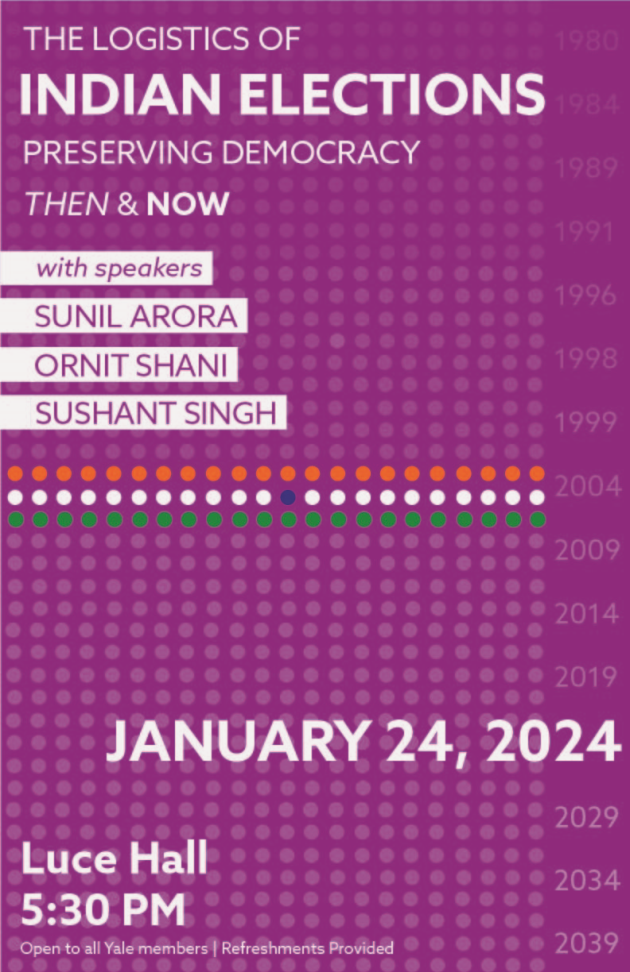 THE LOGISTICS OF
INDIAN ELECTIONS
PRESERVING DEMOCRACY
THEN & NOW
with speakers
SUNIL ARORA
ORNIT SHANI
SUSHANT SINGH
1980
1984
1989
1991
1996
1998
1999
2004
2009
2014
2019
JANUARY 24, 2024
2029
2034
2039
Luce Hall
5:30 PM
Open to all Yale members | Refreshments Provided